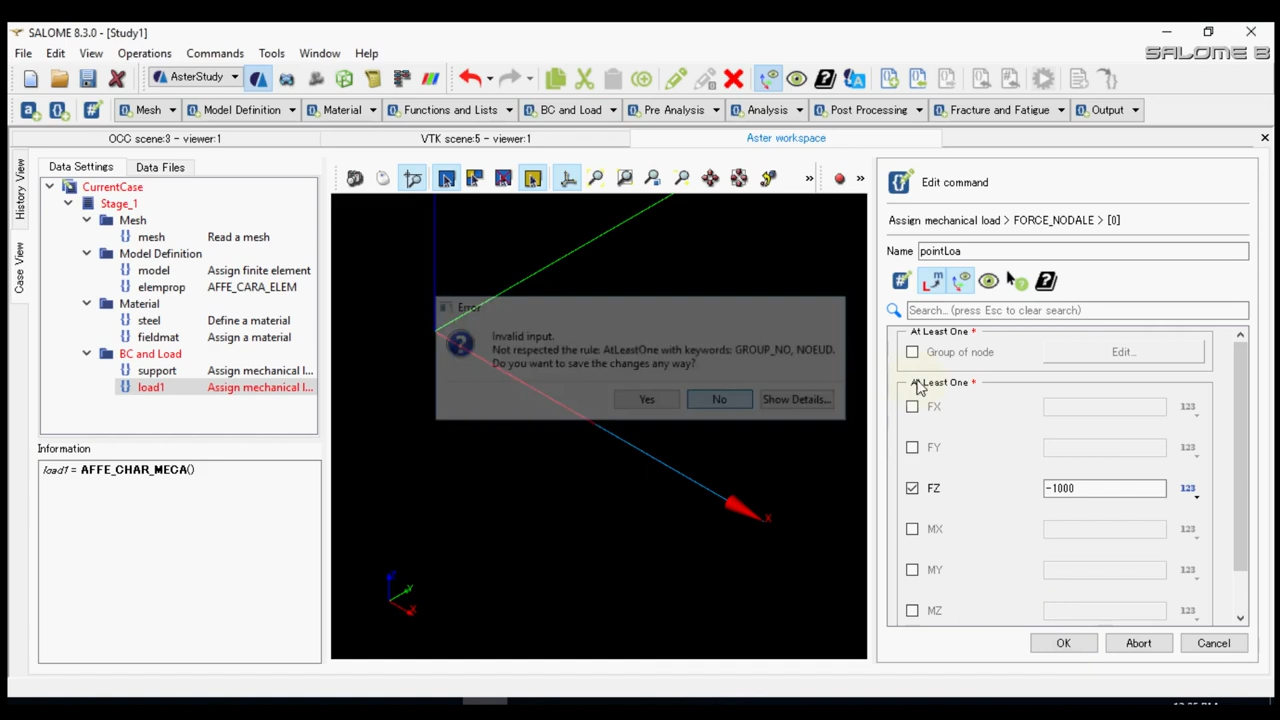 SALOME 8.3.0 - [Study1]
File Edit View Operations Commands Tools Window Help
SALOME 8
AsterStudy
Mesh Model Definition Material Functions and Lists BC and Load Pre Analysis Analysis Post Processing Fracture and Fatigue Output
OCC scene:3 - viewer:1 VTK scene:5 - viewer:1 Aster workspace
History View
Case View
Data Settings Data Files
CurrentCase
Stage_1
Mesh
mesh Read a mesh
Model Definition
model Assign finite element
elemprop AFFE_CARA_ELEM
Material
steel Define a material
fieldmat Assign a material
BC and Load
support Assign mechanical l...
load1 Assign mechanical l...
Information
load1 = AFFE_CHAR_MECA()
Error
Invalid input.
Not respected the rule: AtLeastOne with keywords: GROUP_NO, NOEUD.
Do you want to save the changes any way?
Yes No Show Details...
X
Y
X
Edit command
Assign mechanical load > FORCE_NODALE > [0]
Name pointLoa
Search... (press Esc to clear search)
At Least One *
Group of node Edit...
At Least One *
FX 123
FY 123
FZ -1000 123
MX 123
MY 123
MZ 123
OK Abort Cancel